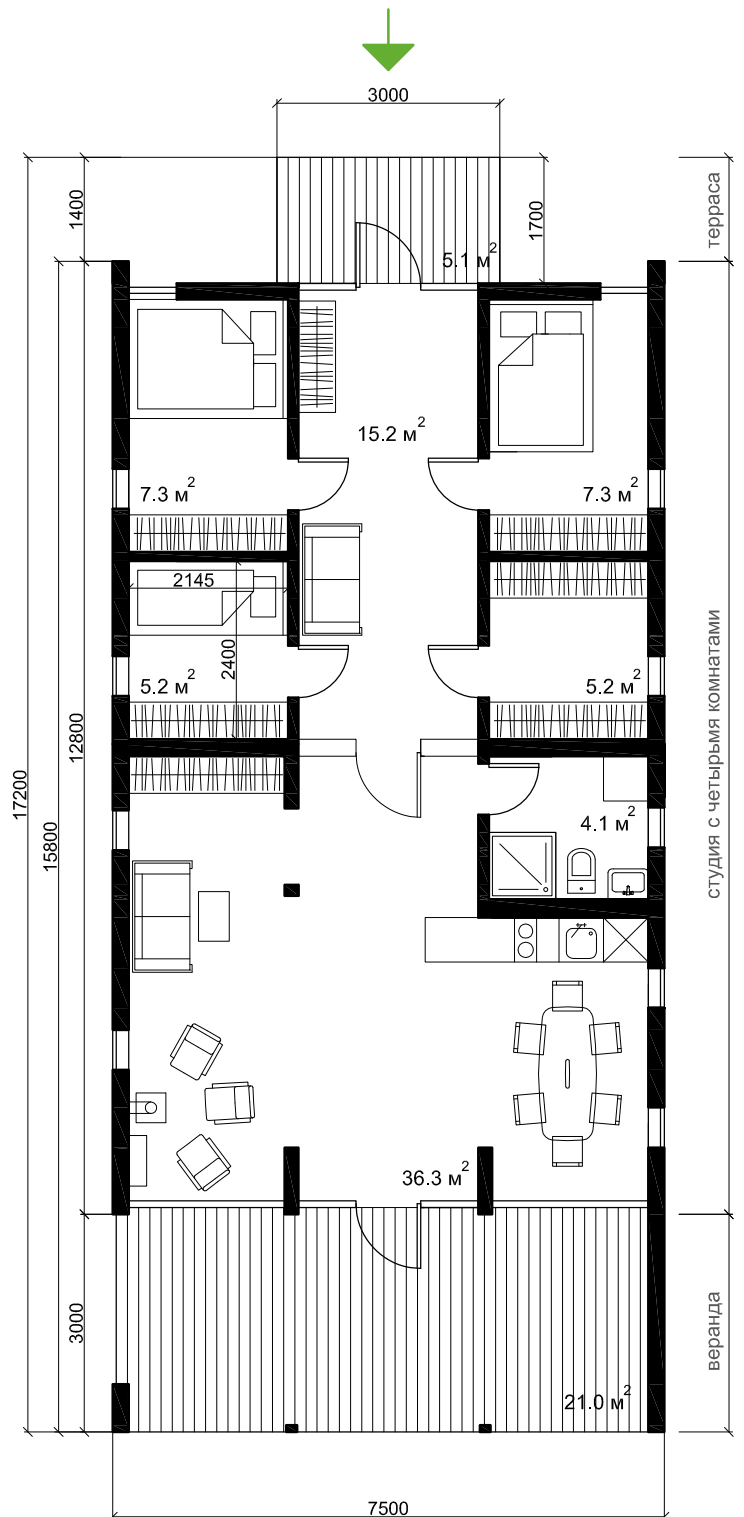 3000
1400
1700
терраса
5.1 м²
15.2 м²
7.3 м²
7.3 м²
2145
2400
5.2 м²
5.2 м²
17200
15800
12800
студия с четырьмя комнатами
4.1 м²
36.3 м²
3000
веранда
21.0 м²
7500